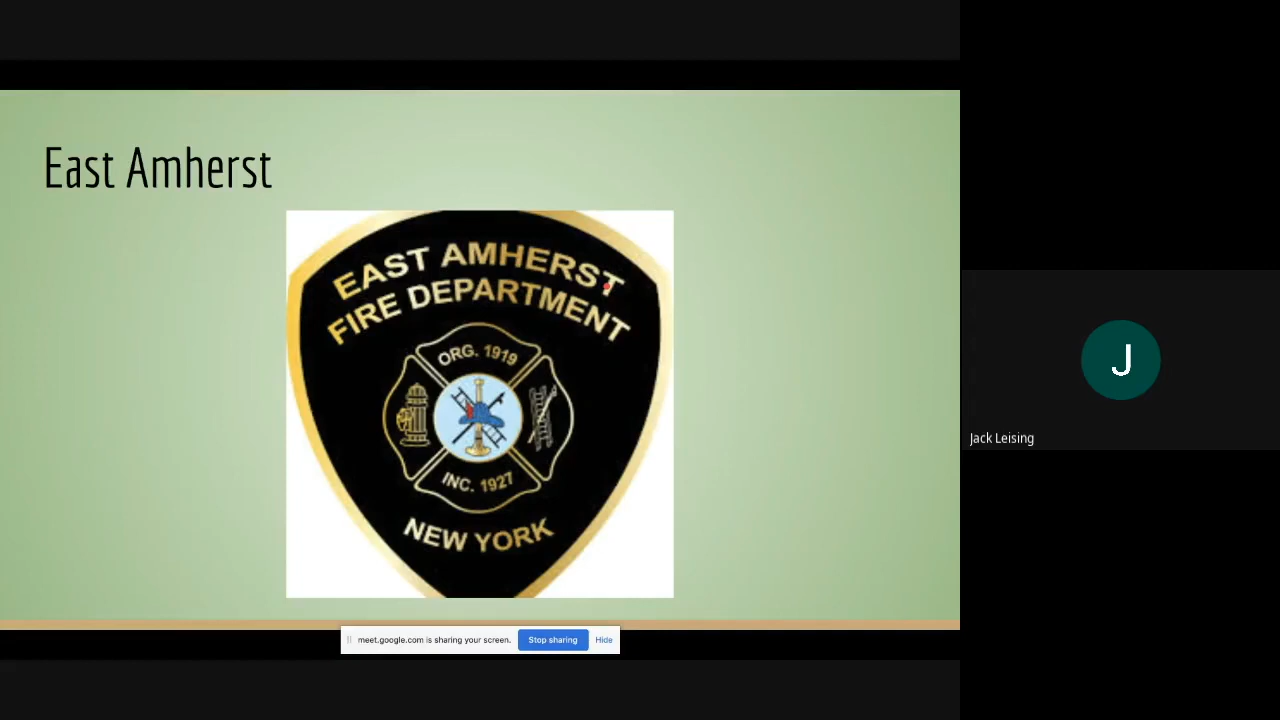 East Amherst
EAST AMHERST
FIRE DEPARTMENT
ORG. 1919
INC. 1927
NEW YORK
meet.google.com is sharing your screen.
Stop sharing
Hide
J
Jack Leising